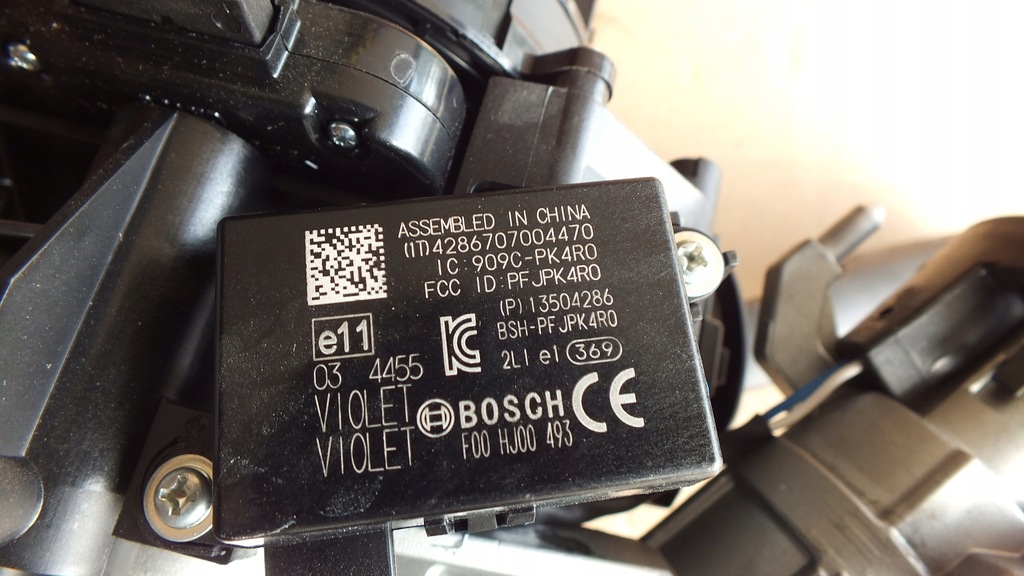 ASSEMBLED IN CHINA
(1T)4286707004470
IC:909C-PK4R0
FCC ID:PFJPK4R0
(P)13504286
BSH-PFJPK4R0
e11
2LI e1 369
03 4455
VIOLET
VIOLET
BOSCH
CE
F00 HJ00 493